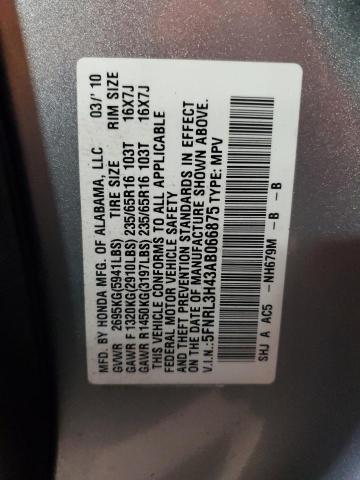 MFD. BY HONDA MFG. OF ALABAMA, LLC 03/'10
GVWR 2695KG(5941LBS) TIRE SIZE RIM SIZE
GAWR F 1320KG(2910LBS) 235/65R16 103T 16X7J
GAWR R1450KG(3197LBS) 235/65R16 103T 16X7J
THIS VEHICLE CONFORMS TO ALL APPLICABLE
FEDERAL MOTOR VEHICLE SAFETY
AND THEFT PREVENTION STANDARDS IN EFFECT
ON THE DATE OF MANUFACTURE SHOWN ABOVE.
V.I.N.: 5FNRL3H43AB066875 TYPE: MPV
SHJ A AC5 NH679M - B - B